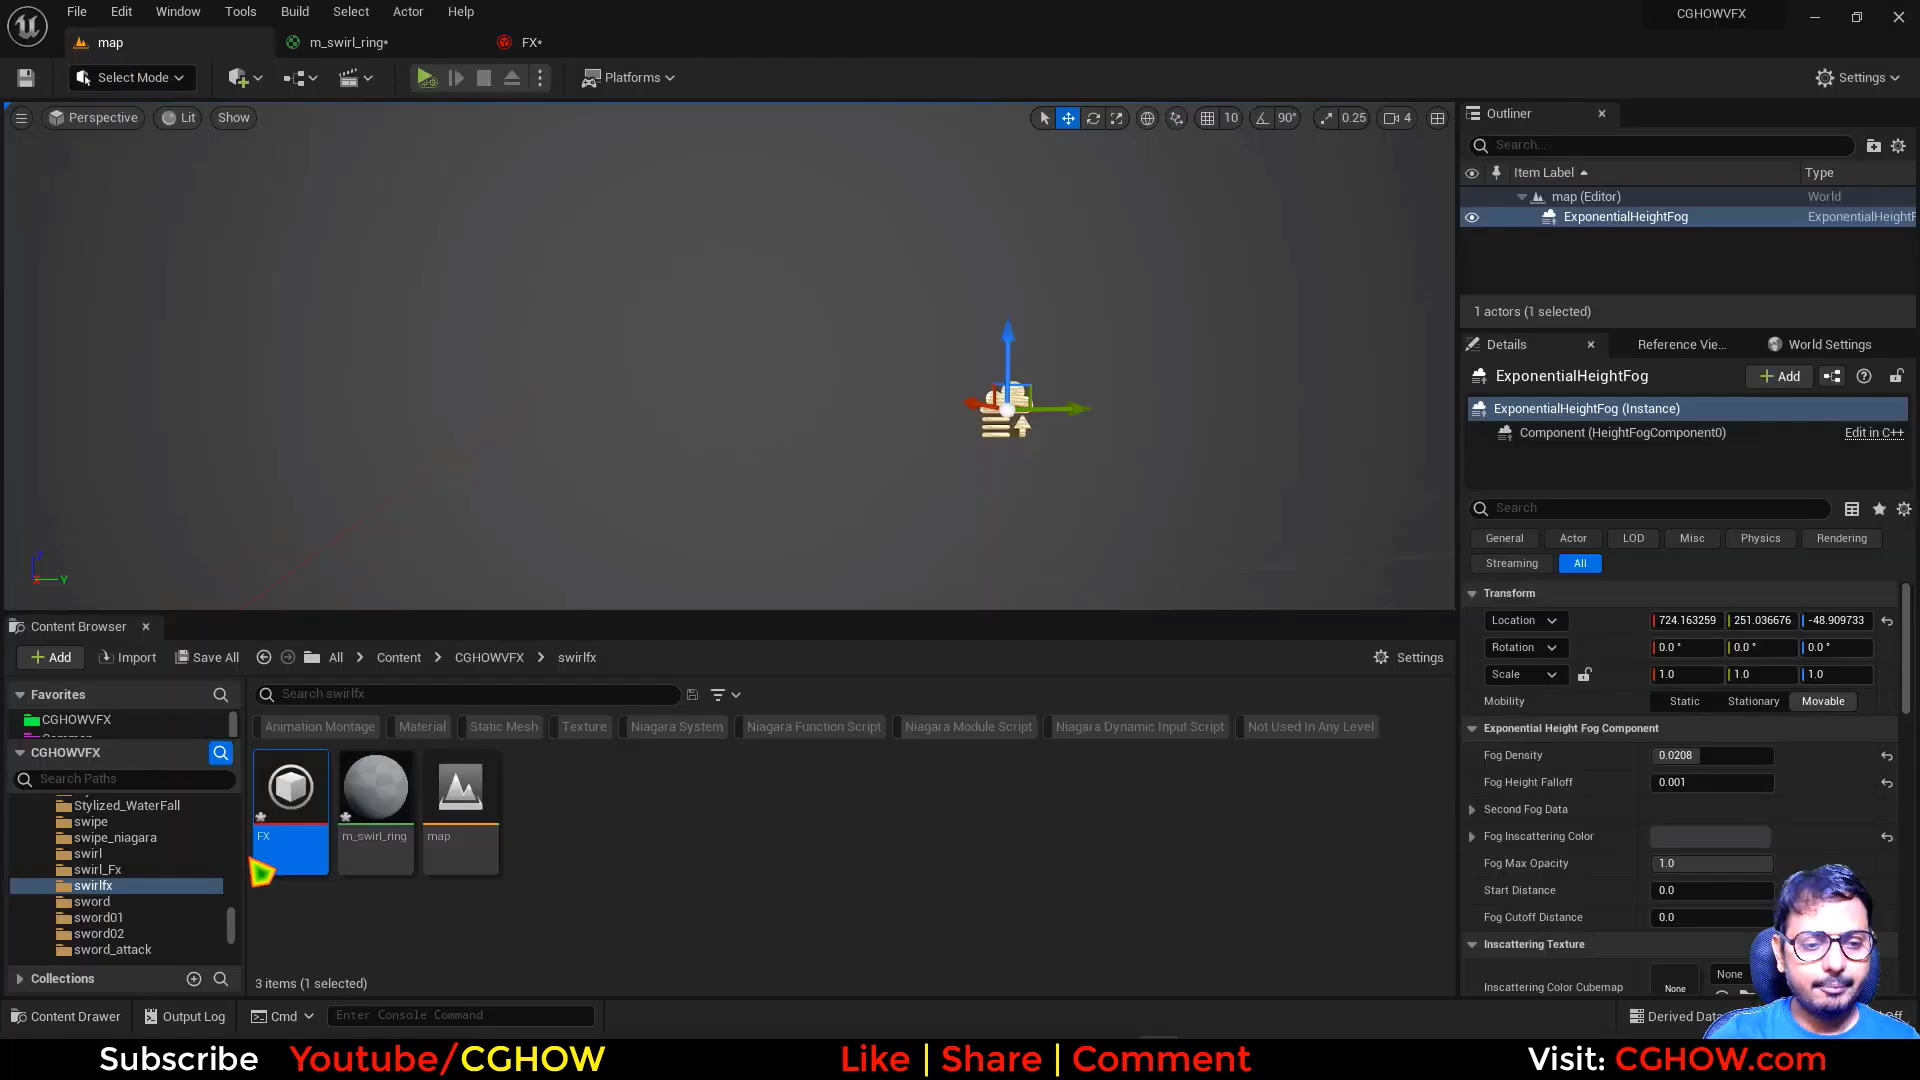 File Edit Window Tools Build Select Actor Help
CGHOWVFX
map
m_swirl_ring*
FX*
Select Mode
Platforms
Settings
Perspective
Lit
Show
10
90°
0.25
4
Outliner
Search...
Item Label
Type
map (Editor)
World
ExponentialHeightFog
ExponentialHeightF
1 actors (1 selected)
Details
Reference Vie...
World Settings
ExponentialHeightFog
Add
ExponentialHeightFog (Instance)
Component (HeightFogComponent0)
Edit in C++
Search
General
Actor
LOD
Misc
Physics
Rendering
Streaming
All
Transform
Location
724.163259
251.036676
-48.909733
Rotation
0.0 °
0.0 °
0.0 °
Scale
1.0
1.0
1.0
Mobility
Static
Stationary
Movable
Exponential Height Fog Component
Fog Density
0.0208
Fog Height Falloff
0.001
Second Fog Data
Fog Inscattering Color
Fog Max Opacity
1.0
Start Distance
0.0
Fog Cutoff Distance
0.0
Inscattering Texture
Inscattering Color Cubemap
None
None
Z
X
Y
Content Browser
Add
Import
Save All
All
Content
CGHOWVFX
swirlfx
Settings
Favorites
CGHOWVFX
CGHOWVFX
Search Paths
Stylized_WaterFall
swipe
swipe_niagara
swirl
swirl_Fx
swirlfx
sword
sword01
sword02
sword_attack
Collections
Search swirlfx
Animation Montage
Material
Static Mesh
Texture
Niagara System
Niagara Function Script
Niagara Module Script
Niagara Dynamic Input Script
Not Used In Any Level
FX
m_swirl_ring
map
3 items (1 selected)
Content Drawer
Output Log
Cmd
Enter Console Command
Derived Data
Off
Subscribe Youtube/CGHOW
Like | Share | Comment
Visit: CGHOW.com